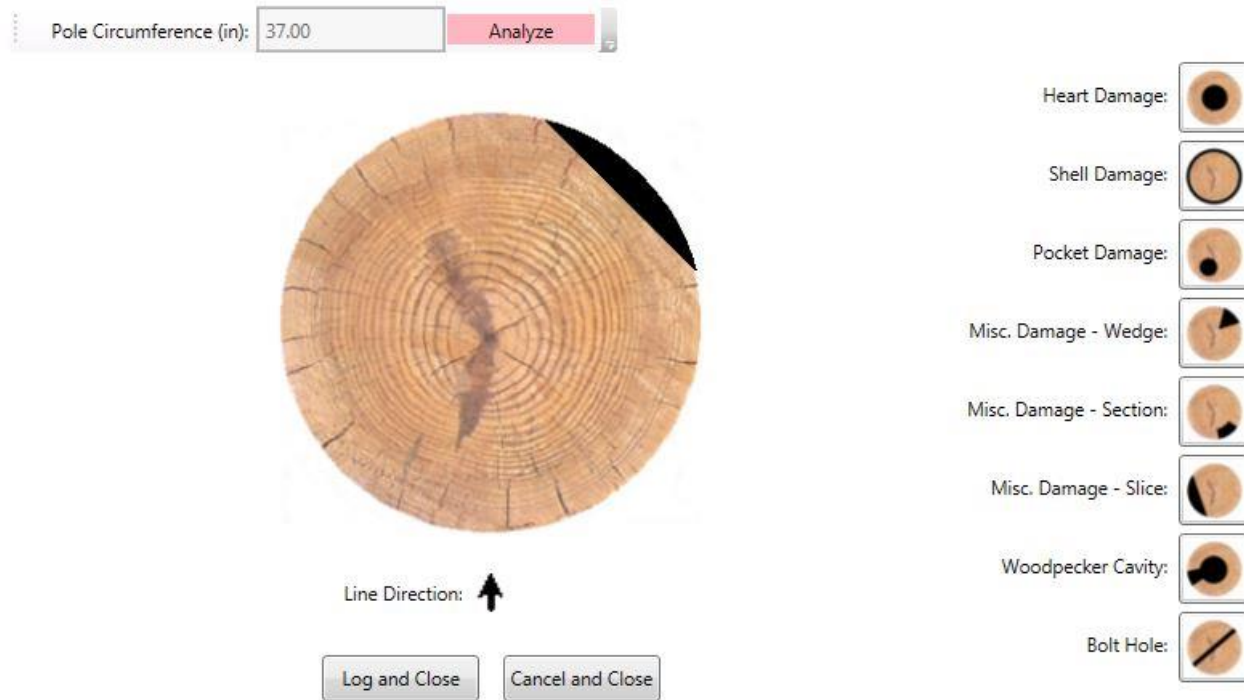 Pole Circumference (in): 37.00 Analyze
Heart Damage:
Shell Damage:
Pocket Damage:
Misc. Damage - Wedge:
Misc. Damage - Section:
Misc. Damage - Slice:
Woodpecker Cavity:
Bolt Hole:
Line Direction:
Log and Close Cancel and Close